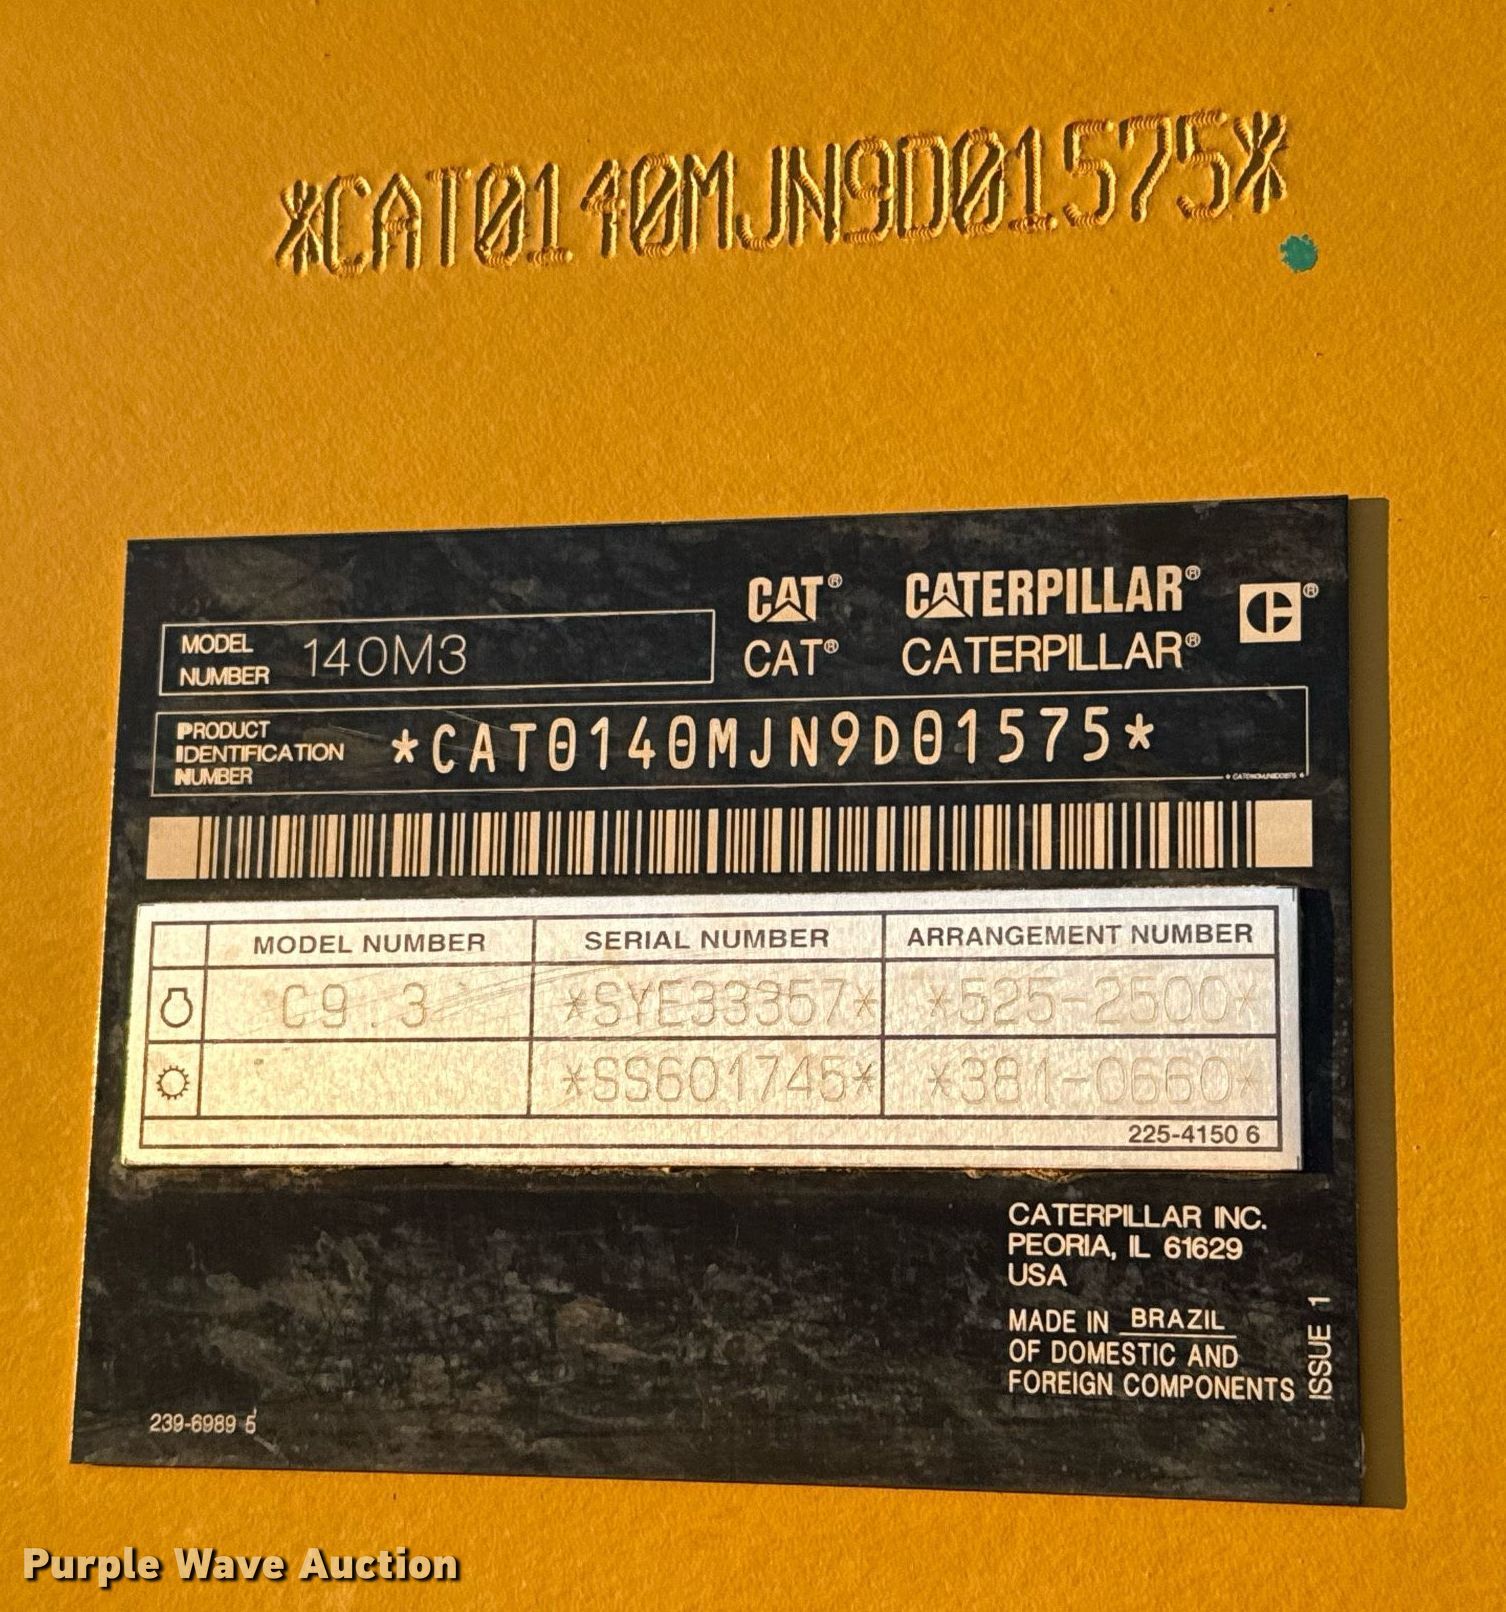 *CAT0140MJN9D01575*
CAT® CATERPILLAR®
CAT® CATERPILLAR®
MODEL NUMBER 140M3
PRODUCT IDENTIFICATION NUMBER *CAT0140MJN9D01575*
MODEL NUMBER SERIAL NUMBER ARRANGEMENT NUMBER
C9.3 *SYE33357* *525-2500*
*SS601745* *381-0660*
225-4150 6
CATERPILLAR INC.
PEORIA, IL 61629
USA
MADE IN BRAZIL
OF DOMESTIC AND
FOREIGN COMPONENTS
ISSUE 1
239-6989 5
Purple Wave Auction